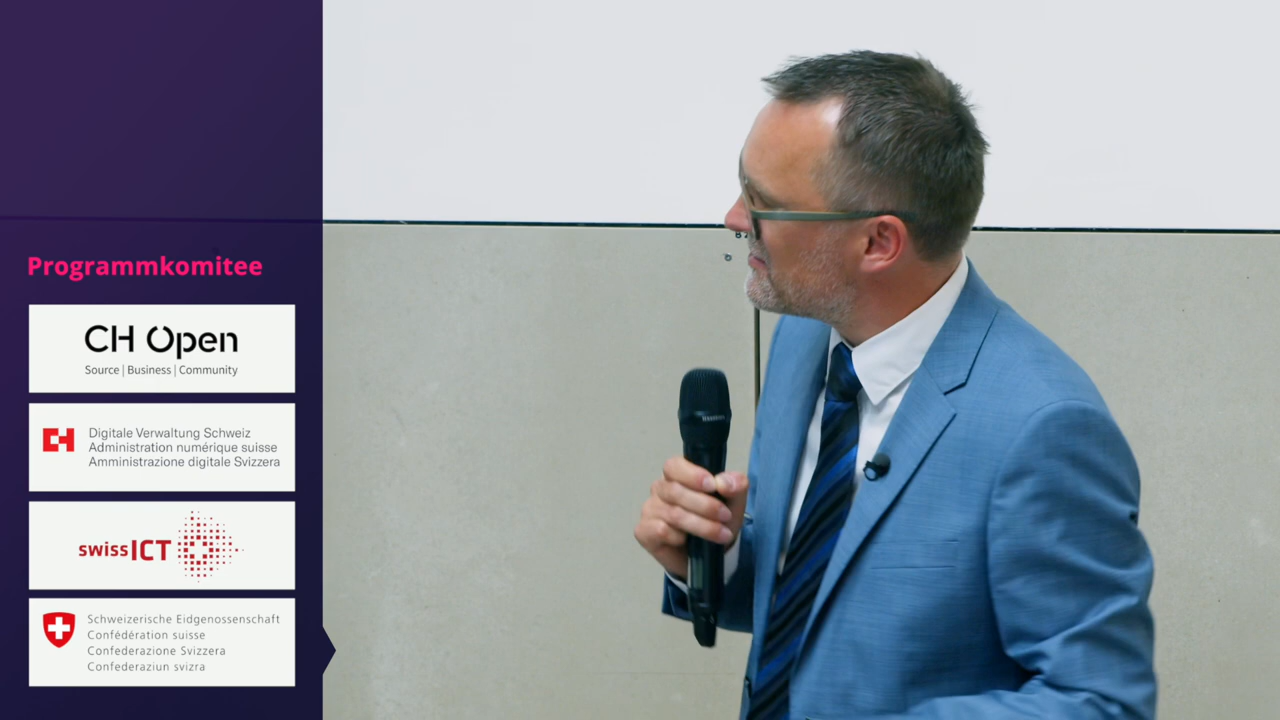 Programmkomitee
CH Open
Source | Business | Community
Digitale Verwaltung Schweiz
Administration numérique suisse
Amministrazione digitale Svizzera
swissICT
Schweizerische Eidgenossenschaft
Confédération suisse
Confederazione Svizzera
Confederaziun svizra